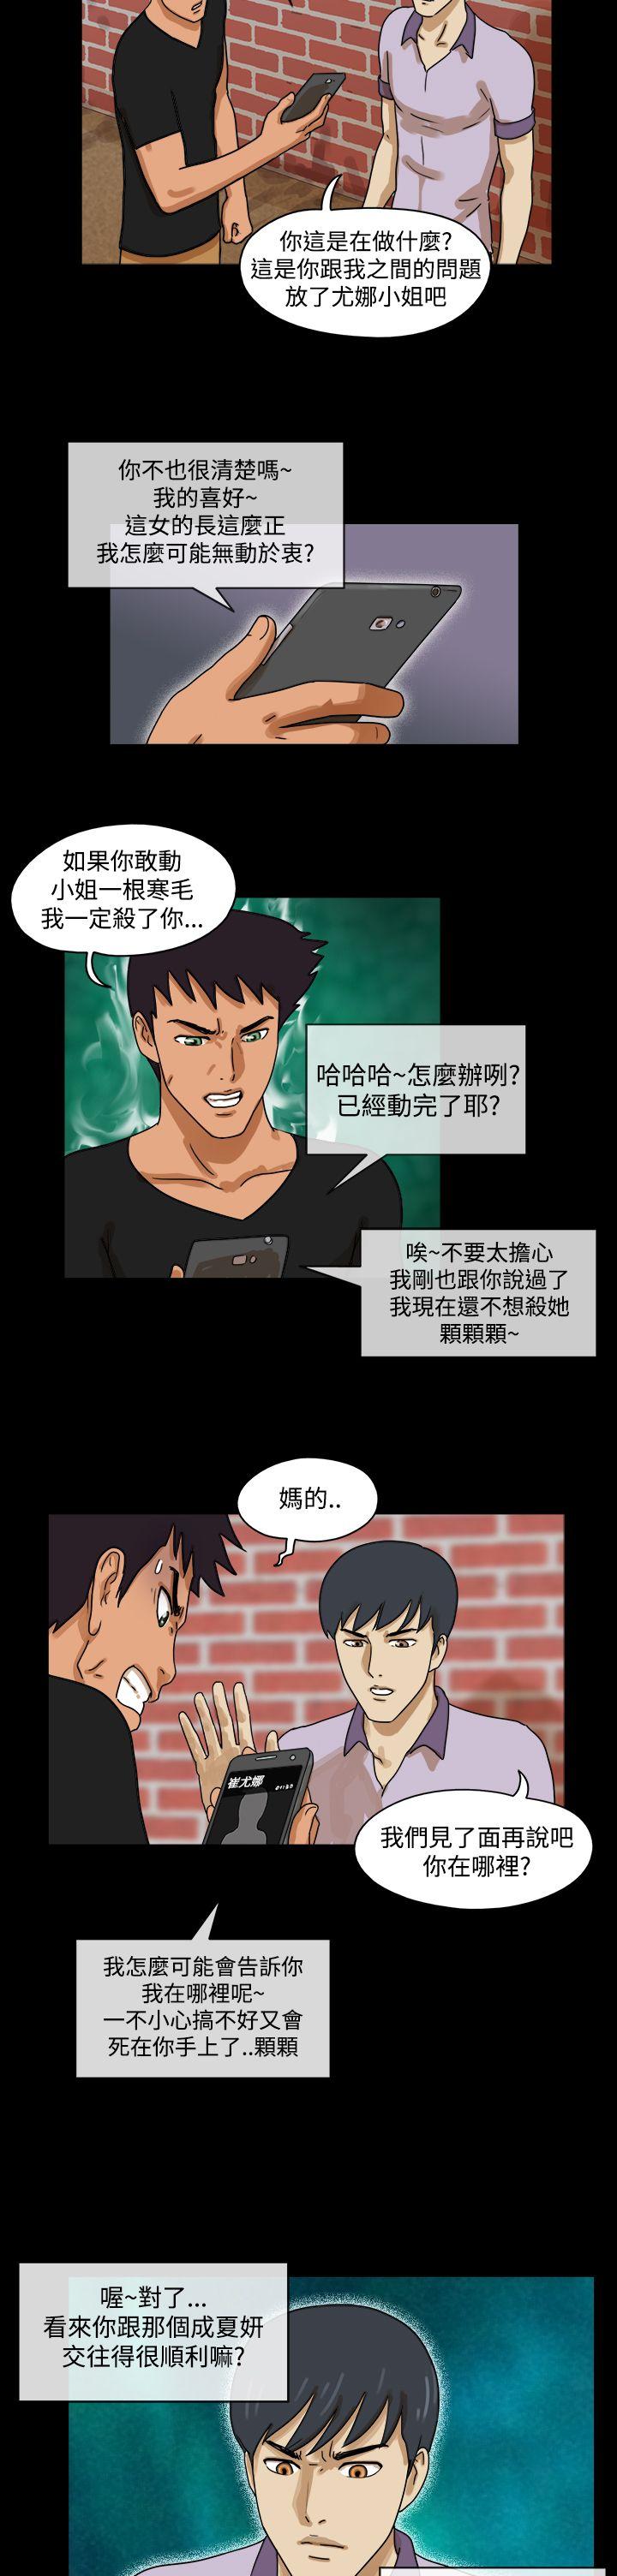 你這是在做什麼?
這是你跟我之間的問題
放了尤娜小姐吧
你不也很清楚嗎~
我的喜好~
這女的長這麼正
我怎麼可能無動於衷?
如果你敢動
小姐一根寒毛
我一定殺了你...
哈哈哈~怎麼辦咧?
已經動完了耶?
唉~不要太擔心
我剛也跟你說過了
我現在還不想殺她
顆顆顆~
媽的..
崔尤娜
我們見了面再說吧
你在哪裡?
我怎麼可能會告訴你
我在哪裡呢~
一不小心搞不好又會
死在你手上了..顆顆
喔~對了...
看來你跟那個成夏妍
交往得很順利嘛?